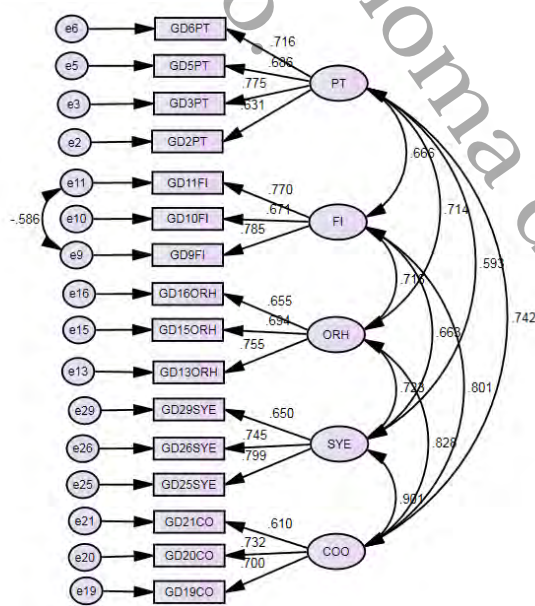 e6 GD6PT .716
e5 GD5PT .686
e3 GD3PT .775 PT
e2 GD2PT .631
.666
e11 GD11FI .770
.714
-.586 e10 GD10FI .671 FI
e9 GD9FI .785
.593
.715
e16 GD16ORH .655
.742
e15 GD15ORH .694 ORH .663
e13 GD13ORH .755
.723 .801
e29 GD29SYE .650
.828
e26 GD26SYE .745 SYE
e25 GD25SYE .799
.901
e21 GD21CO .610
e20 GD20CO .732 COO
e19 GD19CO .700